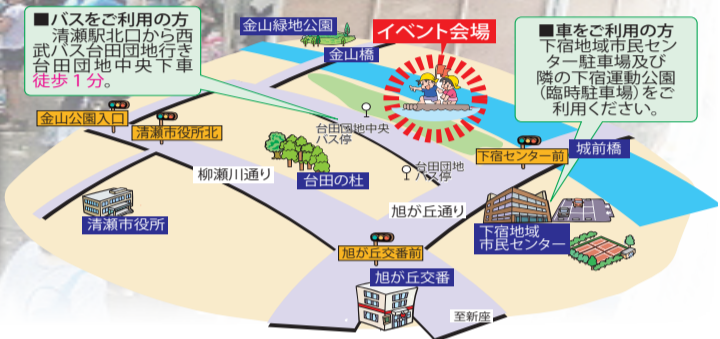 ■バスをご利用の方
清瀬駅北口から西
武バス台田団地行き
台田団地中央下車
徒歩1分。
金山緑地公園
金山橋
イベント会場
■車をご利用の方
下宿地域市民セン
ター駐車場及び
隣の下宿運動公園
(臨時駐車場)をご
利用ください。
金山公園入口
清瀬市役所北
台田団地中央
バス停
台田団地
バス停
下宿センター前
城前橋
柳瀬川通り
台田の杜
旭が丘通り
清瀬市役所
下宿地域
市民センター
旭が丘交番前
旭が丘交番
至新座